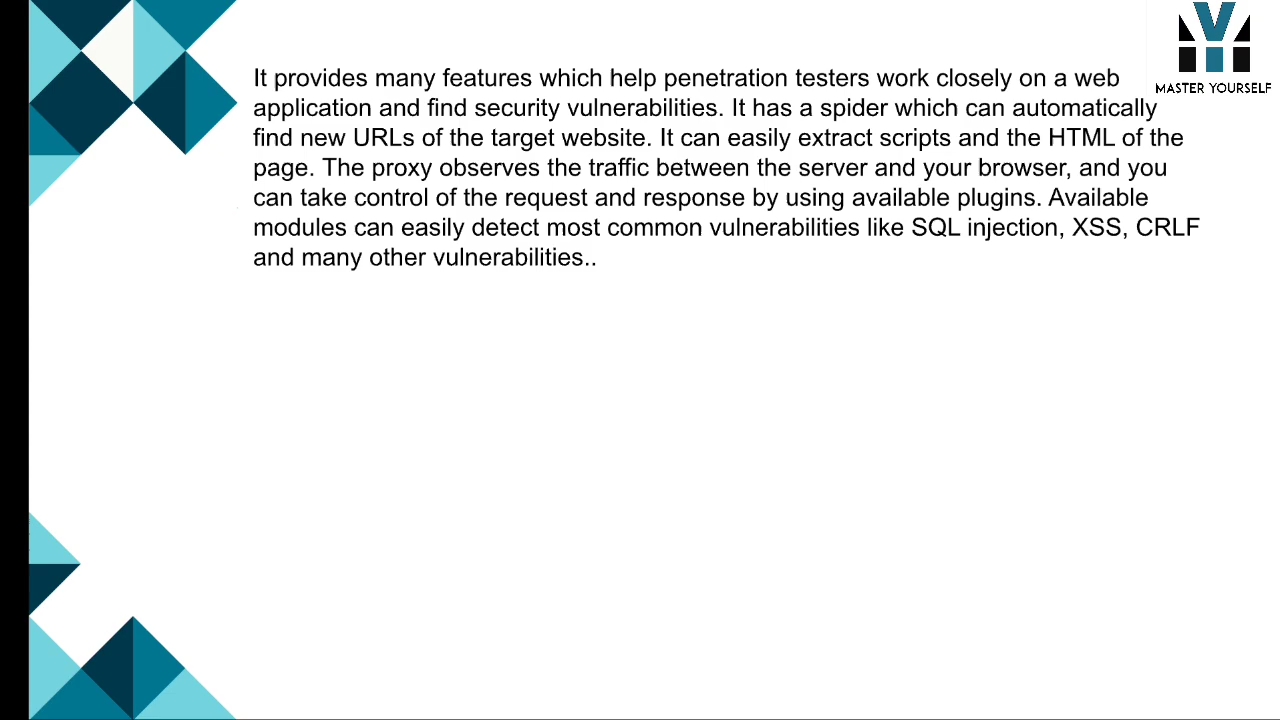 It provides many features which help penetration testers work closely on a web
application and find security vulnerabilities. It has a spider which can automatically
find new URLs of the target website. It can easily extract scripts and the HTML of the
page. The proxy observes the traffic between the server and your browser, and you
can take control of the request and response by using available plugins. Available
modules can easily detect most common vulnerabilities like SQL injection, XSS, CRLF
and many other vulnerabilities..
MASTER YOURSELF